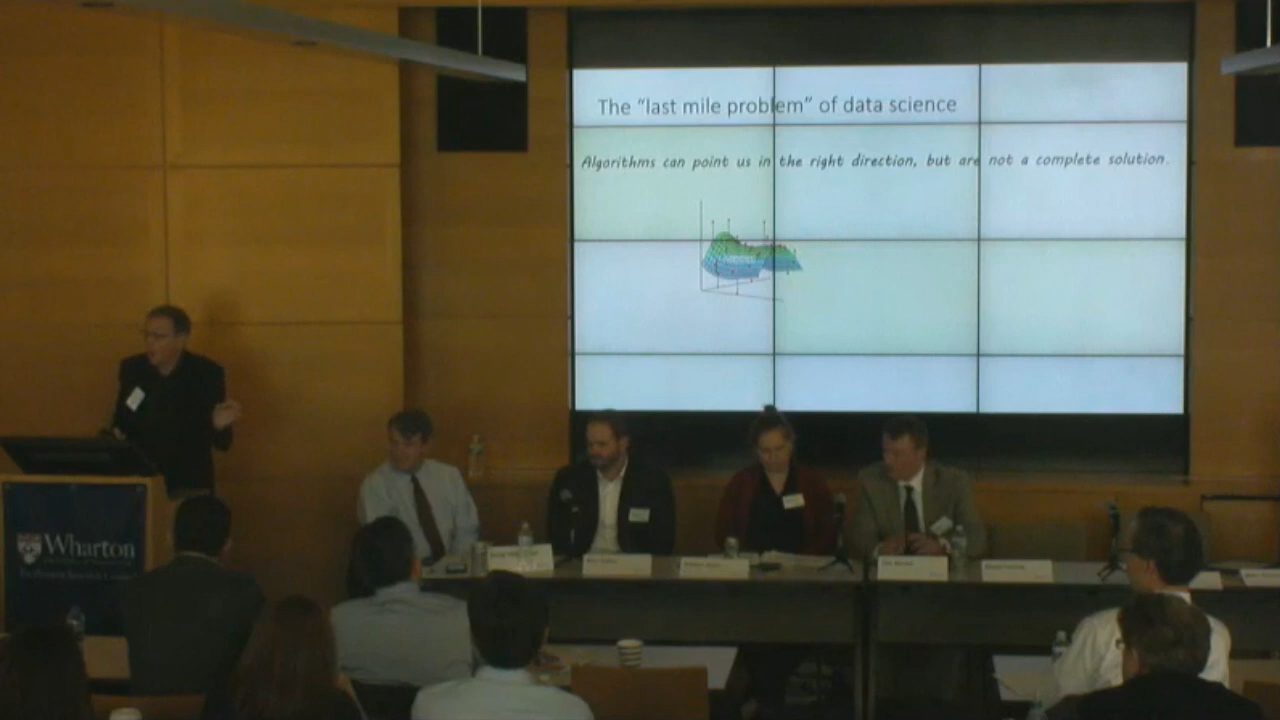 The “last mile problem” of data science
Algorithms can point us in the right direction, but are not a complete solution.
Wharton